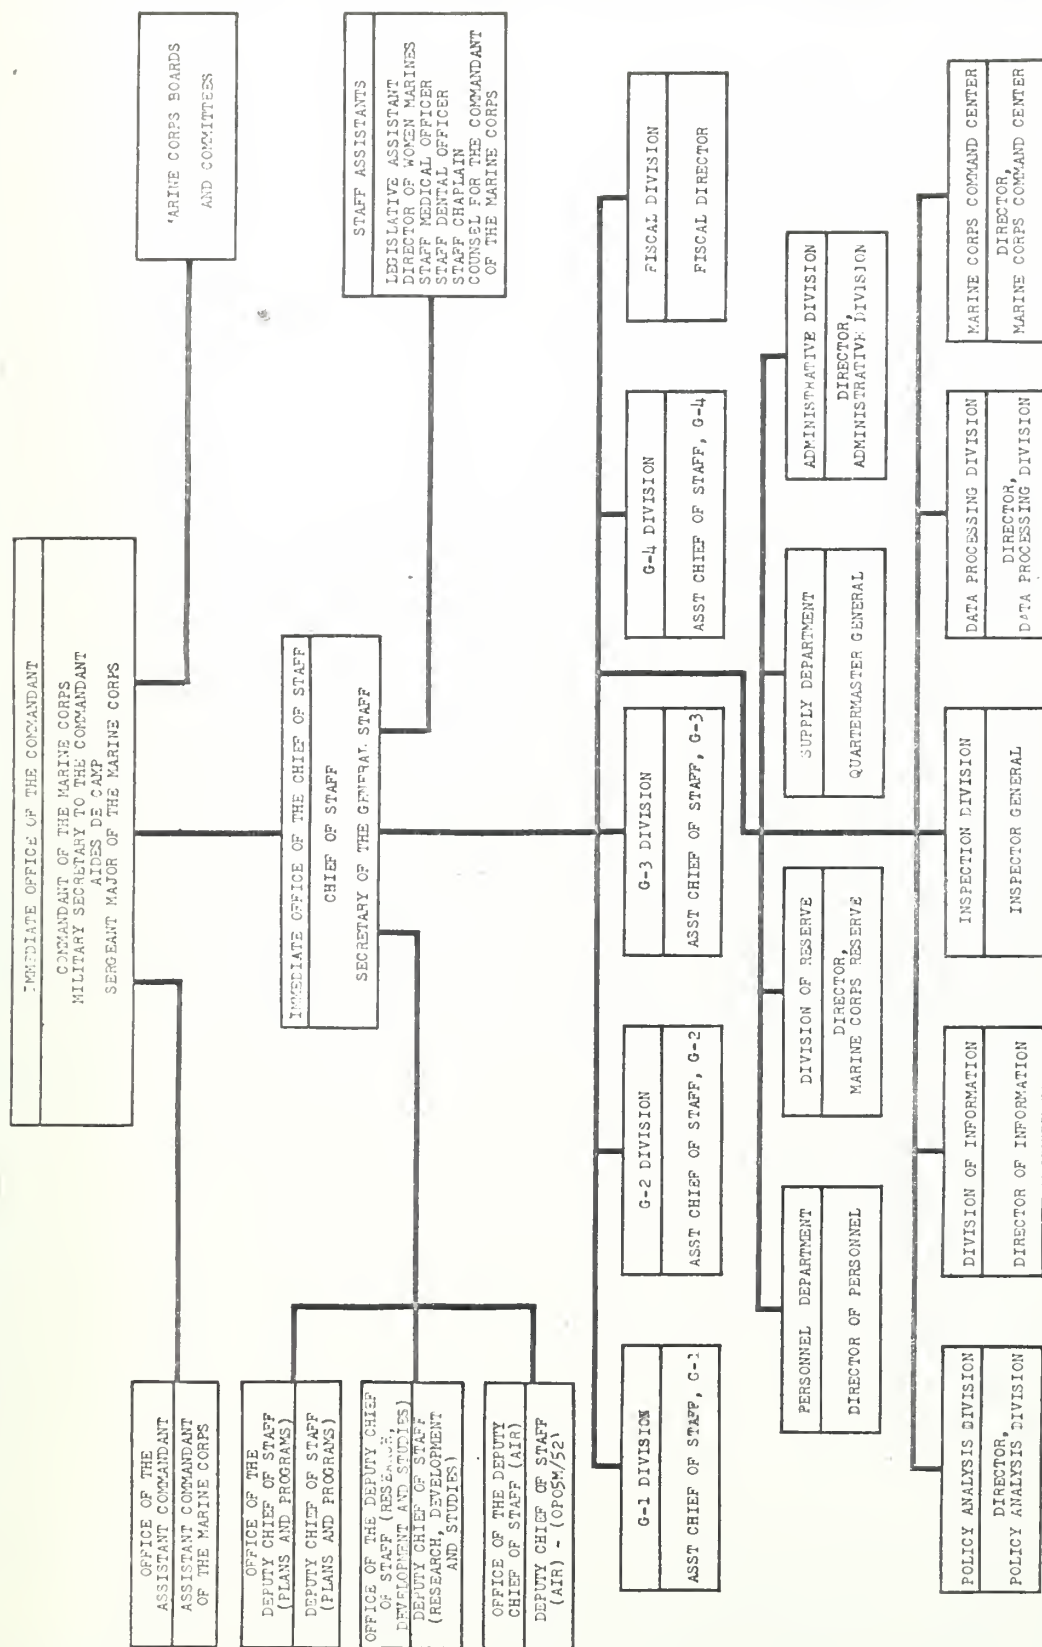 IMMEDIATE OFFICE OF THE COMMANDANT
COMMANDANT OF THE MARINE CORPS
MILITARY SECRETARY TO THE COMMANDANT
AIDES DE CAMP
SERGEANT MAJOR OF THE MARINE CORPS
OFFICE OF THE
ASSISTANT COMMANDANT
ASSISTANT COMMANDANT
OF THE MARINE CORPS
MARINE CORPS BOARDS
AND COMMITTEES
OFFICE OF THE
DEPUTY CHIEF OF STAFF
(PLANS AND PROGRAMS)
DEPUTY CHIEF OF STAFF
(PLANS AND PROGRAMS)
OFFICE OF THE DEPUTY CHIEF
OF STAFF (RESEARCH,
DEVELOPMENT AND STUDIES)
DEPUTY CHIEF OF STAFF
(RESEARCH, DEVELOPMENT
AND STUDIES)
OFFICE OF THE DEPUTY
CHIEF OF STAFF (AIR)
DEPUTY CHIEF OF STAFF
(AIR) - (OP05M/52)
IMMEDIATE OFFICE OF THE CHIEF OF STAFF
CHIEF OF STAFF
SECRETARY OF THE GENERAL STAFF
STAFF ASSISTANTS
LEGISLATIVE ASSISTANT
DIRECTOR OF WOMEN MARINES
STAFF MEDICAL OFFICER
STAFF DENTAL OFFICER
STAFF CHAPLAIN
COUNSEL FOR THE COMMANDANT
OF THE MARINE CORPS
G-1 DIVISION
ASST CHIEF OF STAFF, G-1
G-2 DIVISION
ASST CHIEF OF STAFF, G-2
G-3 DIVISION
ASST CHIEF OF STAFF, G-3
G-4 DIVISION
ASST CHIEF OF STAFF, G-4
FISCAL DIVISION
FISCAL DIRECTOR
PERSONNEL DEPARTMENT
DIRECTOR OF PERSONNEL
DIVISION OF RESERVE
DIRECTOR,
MARINE CORPS RESERVE
SUPPLY DEPARTMENT
QUARTERMASTER GENERAL
ADMINISTRATIVE DIVISION
DIRECTOR,
ADMINISTRATIVE DIVISION
POLICY ANALYSIS DIVISION
DIRECTOR,
POLICY ANALYSIS DIVISION
DIVISION OF INFORMATION
DIRECTOR OF INFORMATION
INSPECTION DIVISION
INSPECTOR GENERAL
DATA PROCESSING DIVISION
DIRECTOR,
DATA PROCESSING DIVISION
MARINE CORPS COMMAND CENTER
DIRECTOR,
MARINE CORPS COMMAND CENTER